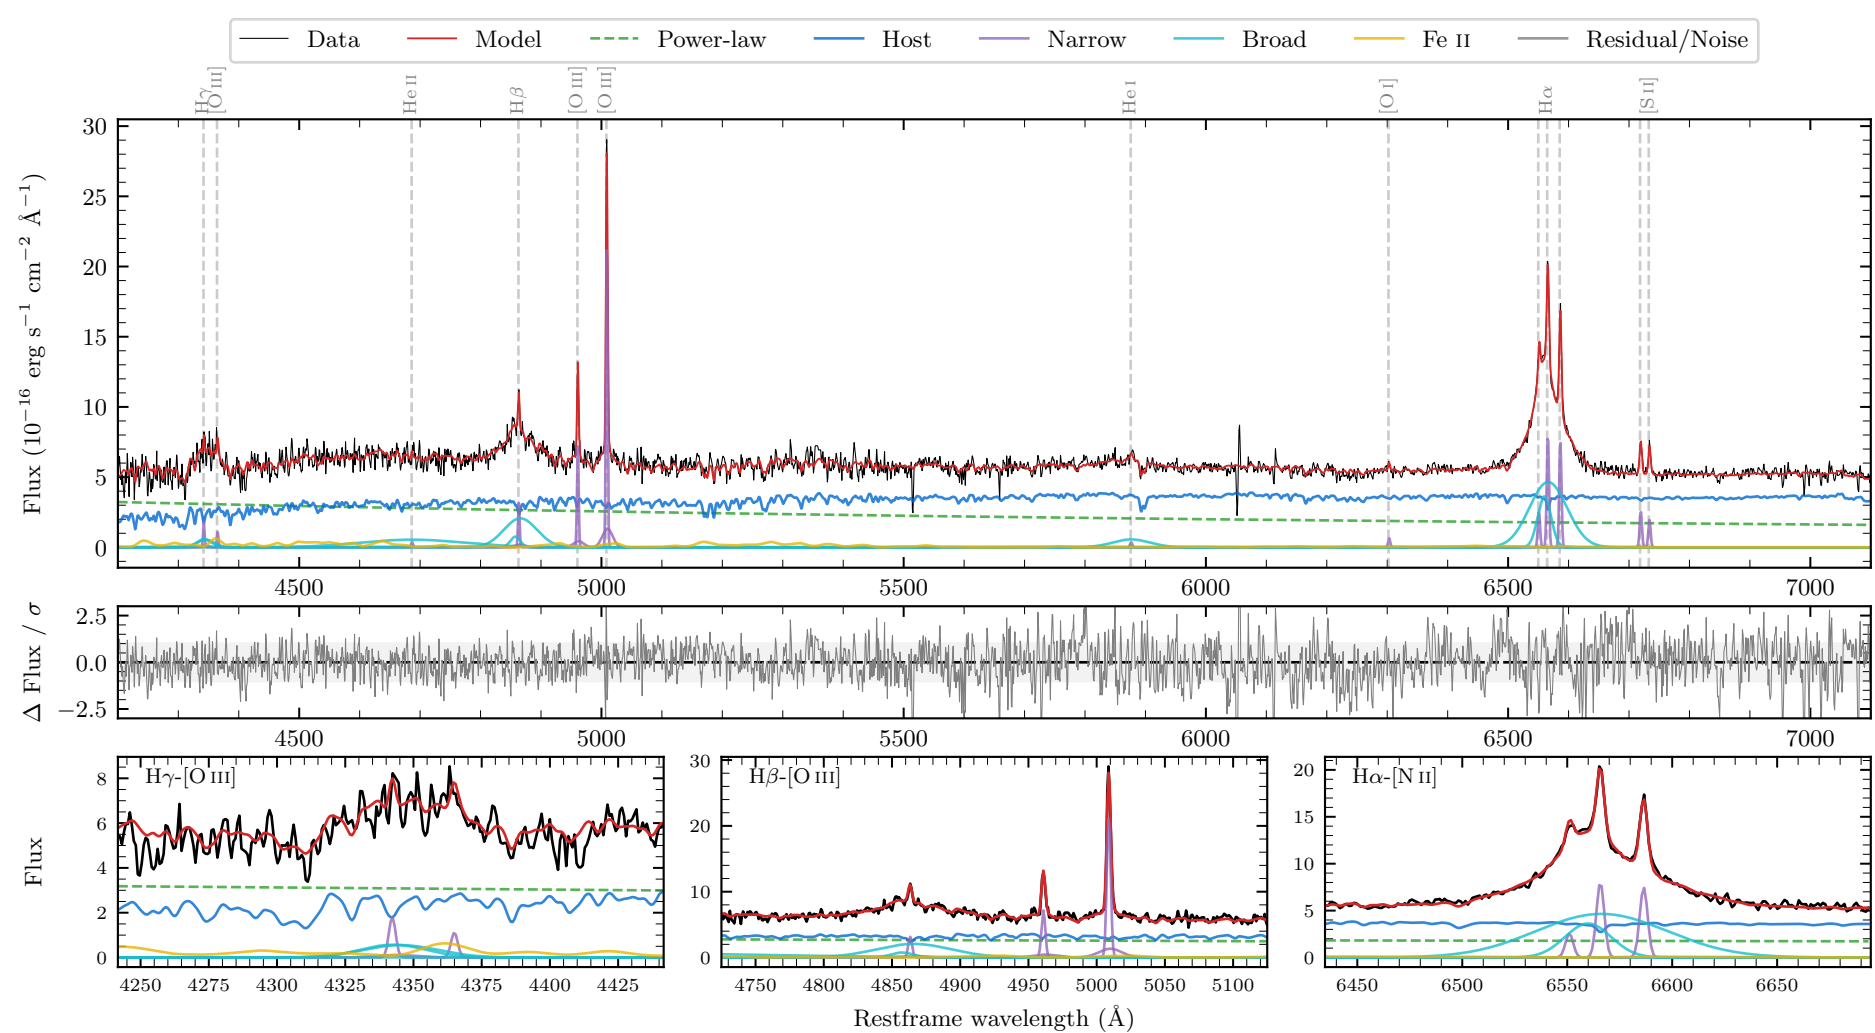 Data Model Power-law Host Narrow Broad Fe II Residual/Noise
Hγ [O III] He II Hβ [O III] [O III] He I [O I] Hα [S II]
Flux (10⁻¹⁶ erg s⁻¹ cm⁻² Å⁻¹)
30
25
20
15
10
5
0
4500 5000 5500 6000 6500 7000
Δ Flux / σ
2.5
0.0
−2.5
4500 5000 5500 6000 6500 7000
Flux
Hγ-[O III]
8
6
4
2
0
4250 4275 4300 4325 4350 4375 4400 4425
Hβ-[O III]
30
20
10
0
4750 4800 4850 4900 4950 5000 5050 5100
Hα-[N II]
20
15
10
5
0
6450 6500 6550 6600 6650
Restframe wavelength (Å)